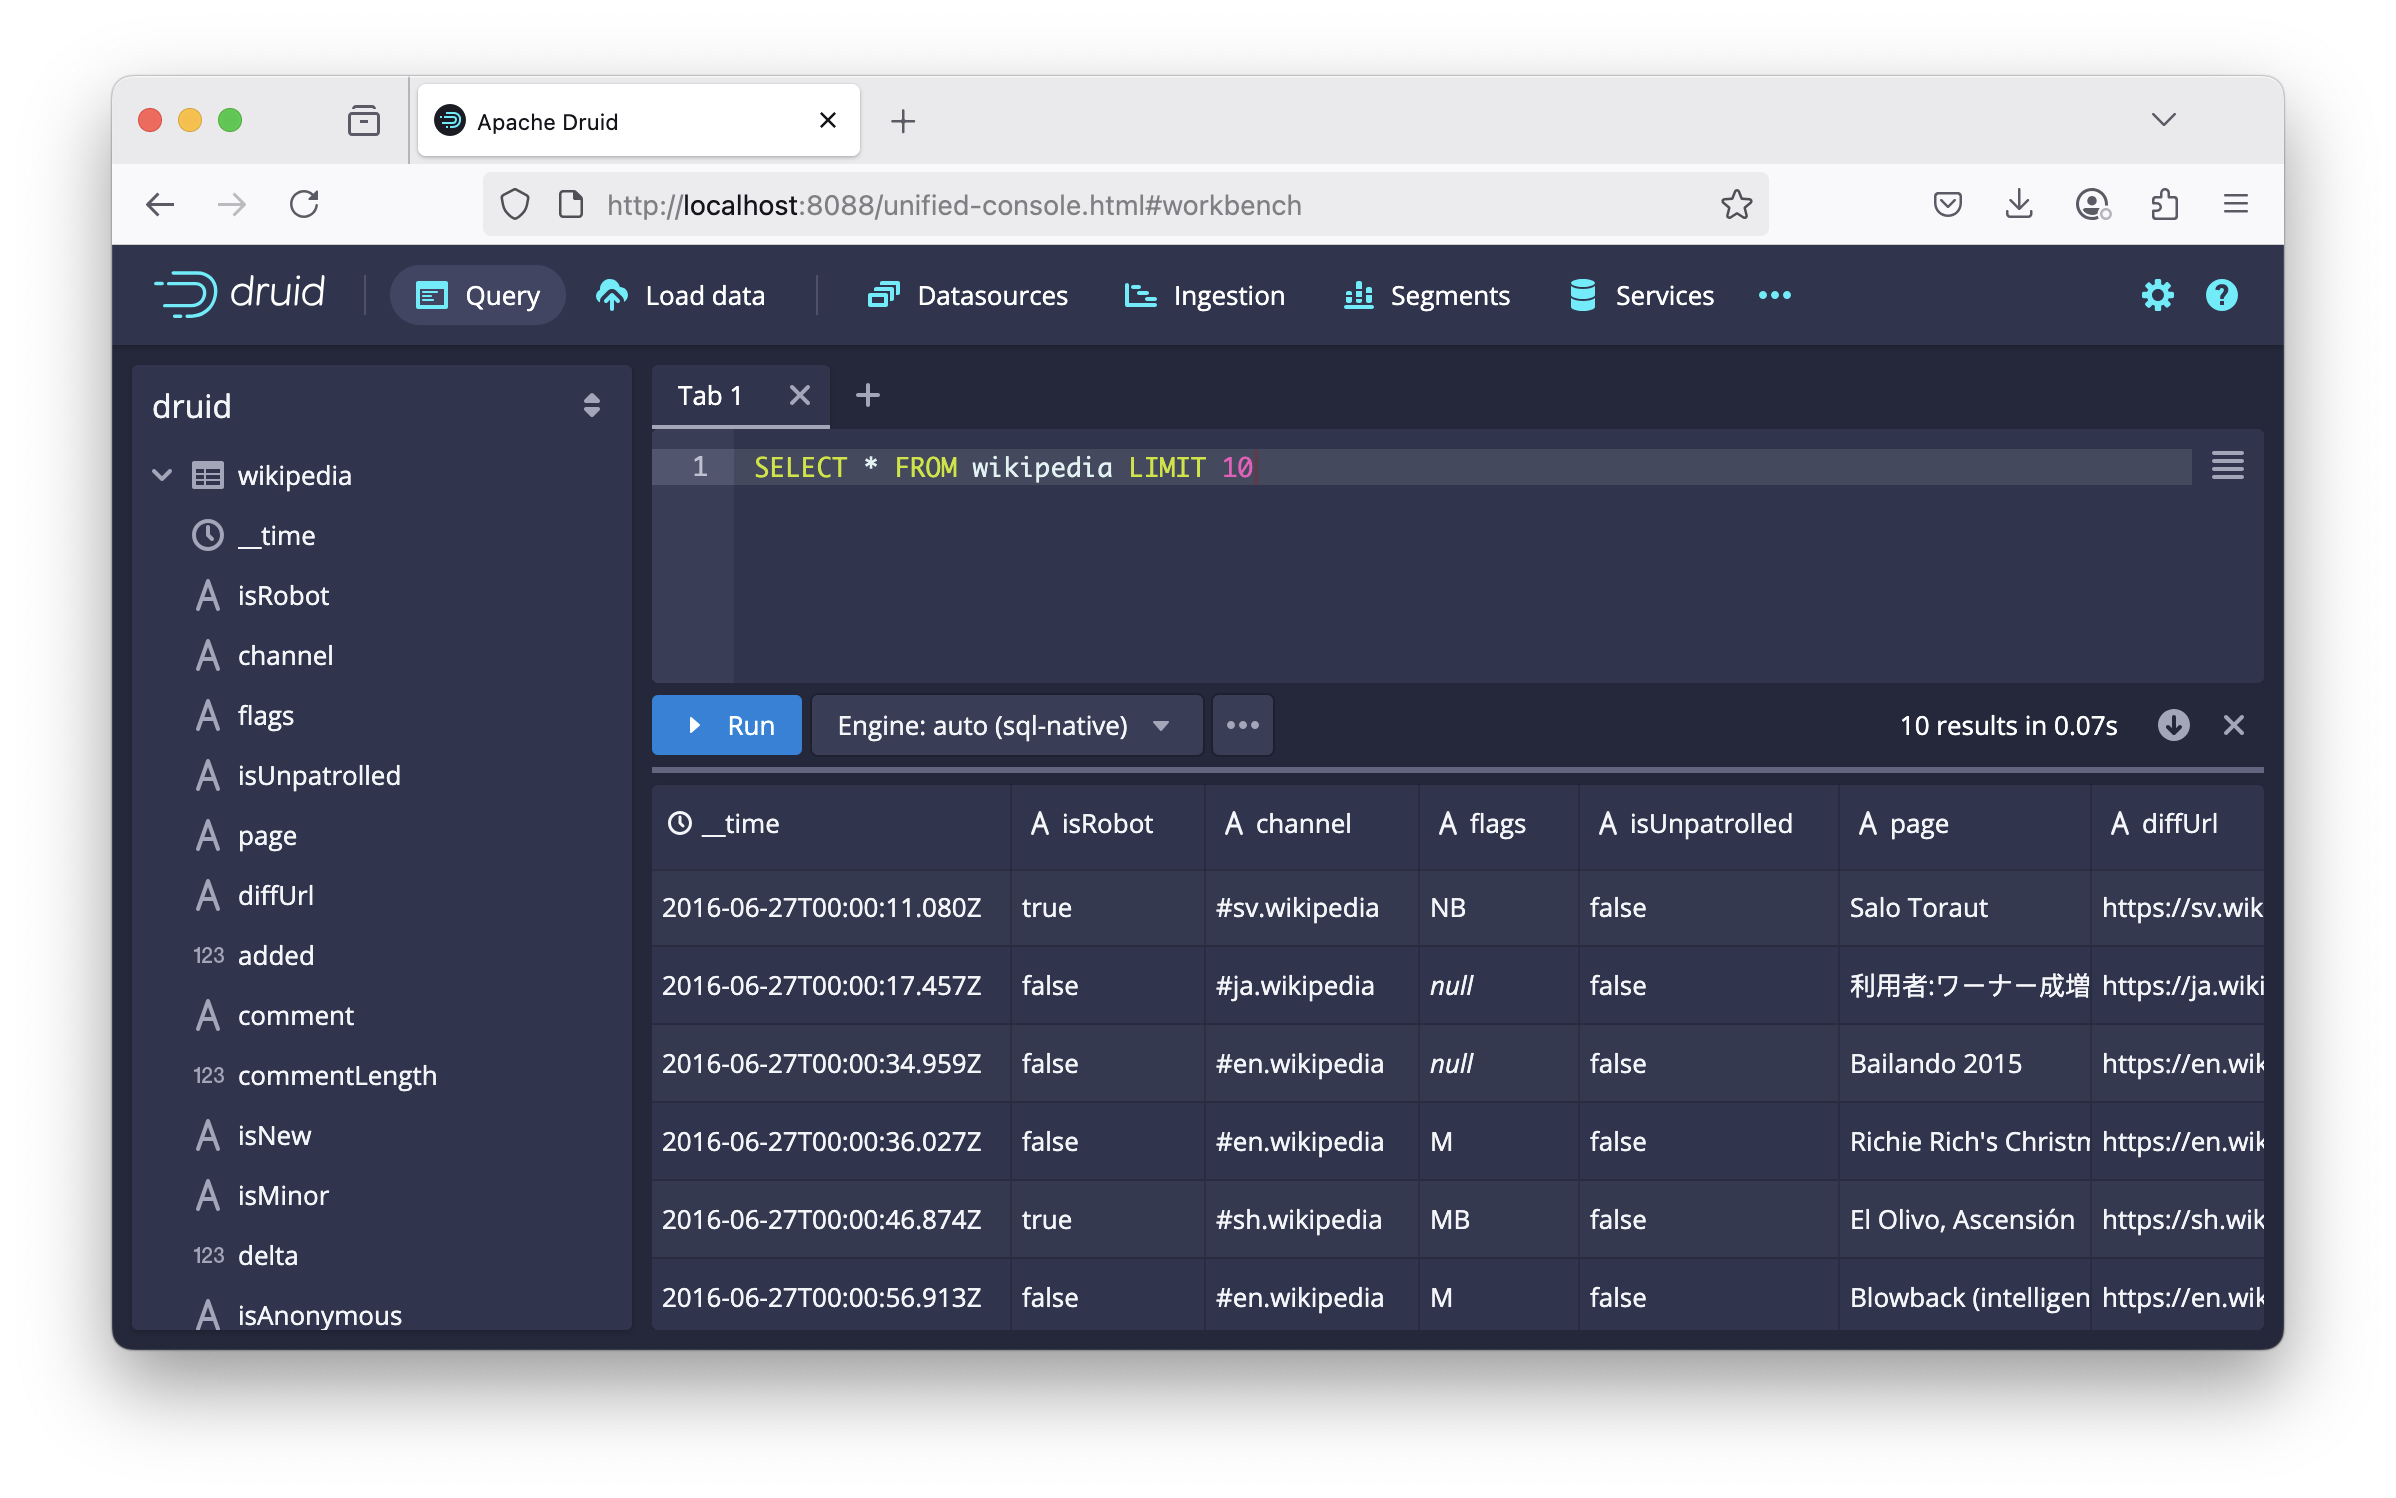 Apache Druid
http://localhost:8088/unified-console.html#workbench
druid
Query
Load data
Datasources
Ingestion
Segments
Services
druid
wikipedia
__time
isRobot
channel
flags
isUnpatrolled
page
diffUrl
123 added
comment
123 commentLength
isNew
isMinor
123 delta
isAnonymous
Tab 1
1 SELECT * FROM wikipedia LIMIT 10
Run
Engine: auto (sql-native)
10 results in 0.07s
__time isRobot channel flags isUnpatrolled page diffUrl
2016-06-27T00:00:11.080Z true #sv.wikipedia NB false Salo Toraut https://sv.wik
2016-06-27T00:00:17.457Z false #ja.wikipedia null false 利用者:ワーナー成増 https://ja.wiki
2016-06-27T00:00:34.959Z false #en.wikipedia null false Bailando 2015 https://en.wik
2016-06-27T00:00:36.027Z false #en.wikipedia M false Richie Rich's Christm https://en.wik
2016-06-27T00:00:46.874Z true #sh.wikipedia MB false El Olivo, Ascensión https://sh.wik
2016-06-27T00:00:56.913Z false #en.wikipedia M false Blowback (intelligen https://en.wik